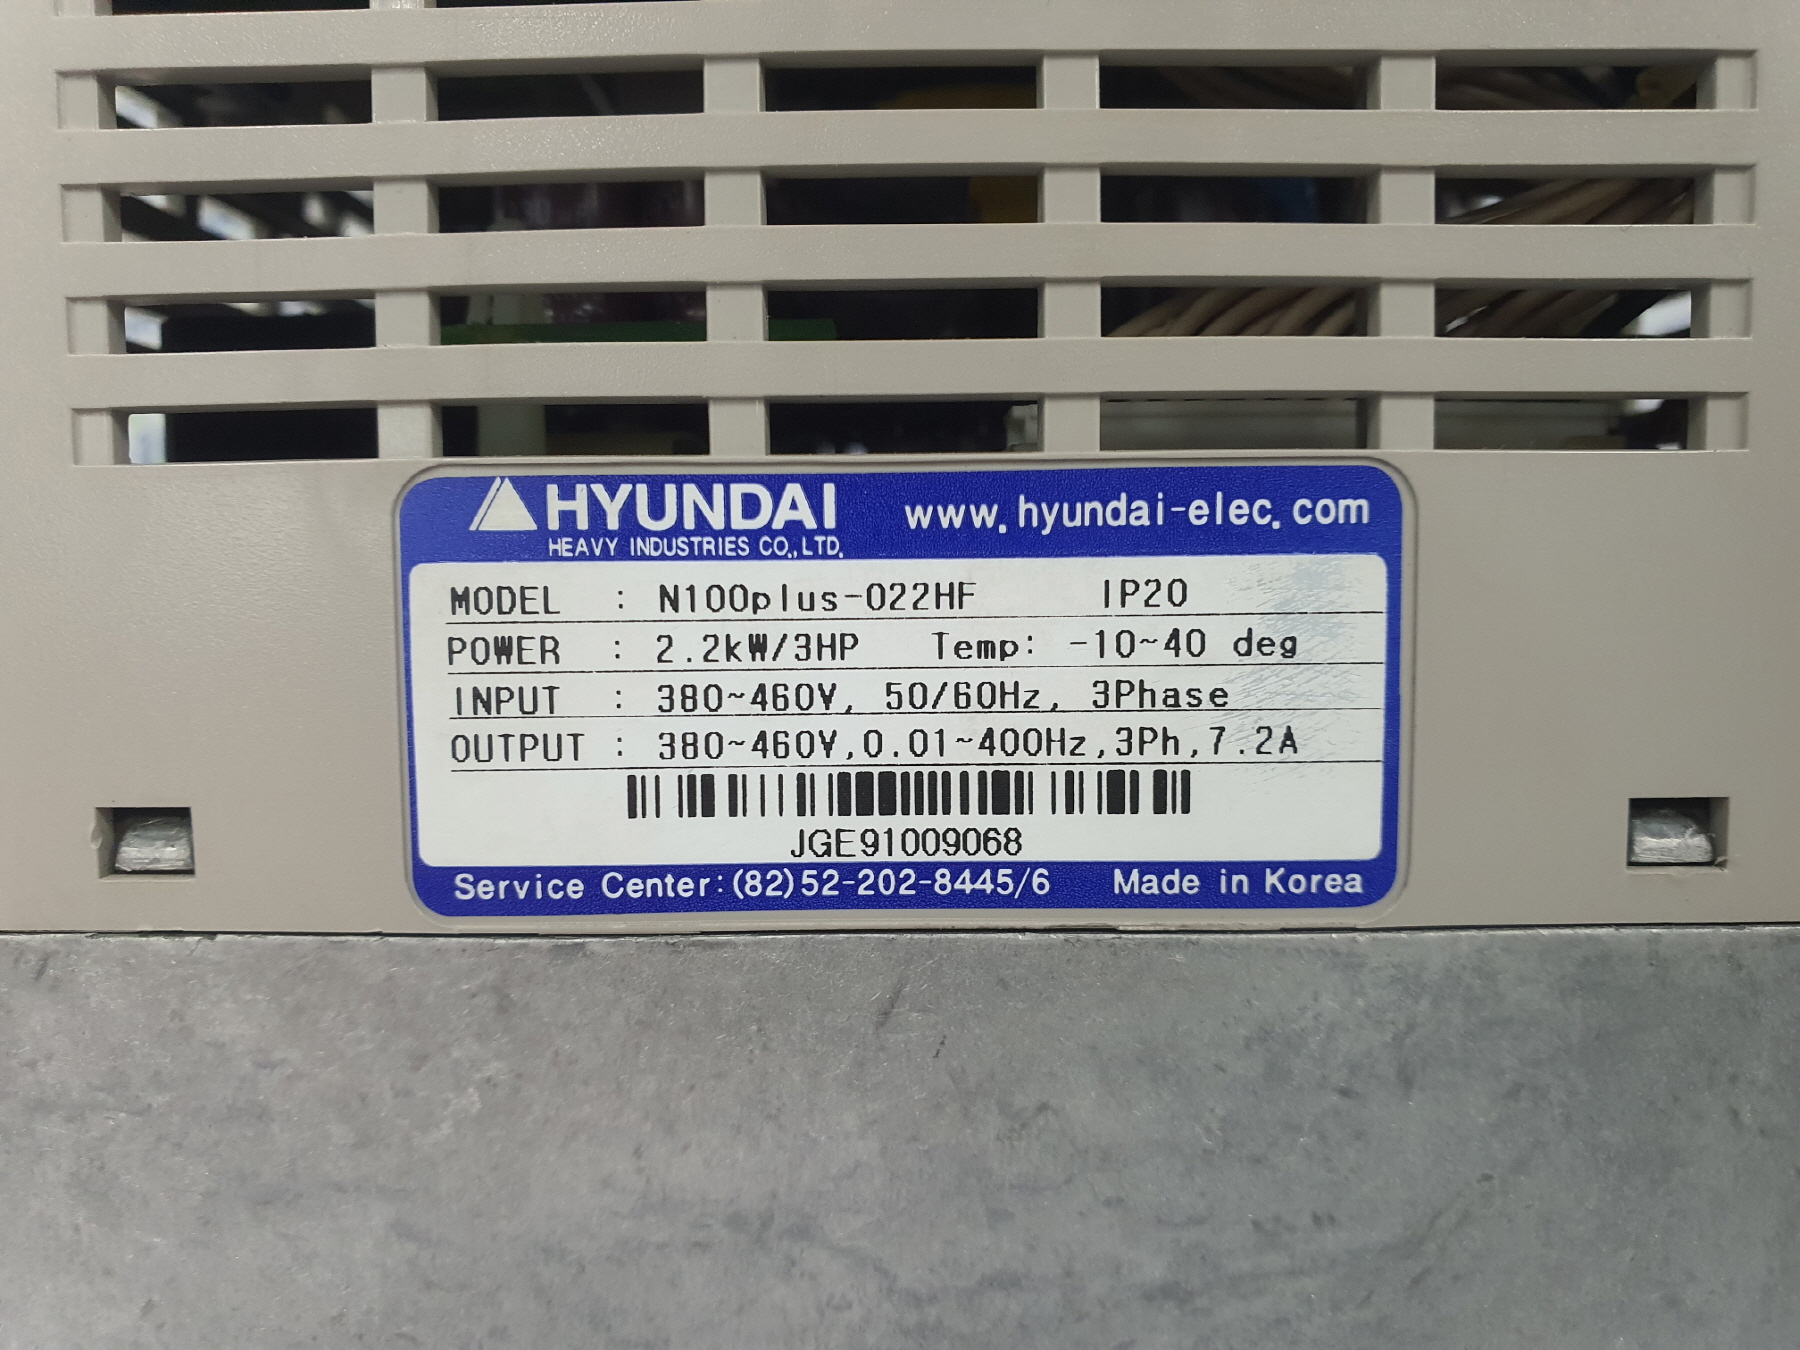 HYUNDAI www.hyundai-elec.com
HEAVY INDUSTRIES CO.,LTD.
MODEL : N100plus-022HF IP20
POWER : 2.2kW/3HP Temp: -10~40 deg
INPUT : 380~460V, 50/60Hz, 3Phase
OUTPUT : 380~460V,0.01~400Hz,3Ph,7.2A
JGE91009068
Service Center:(82)52-202-8445/6 Made in Korea